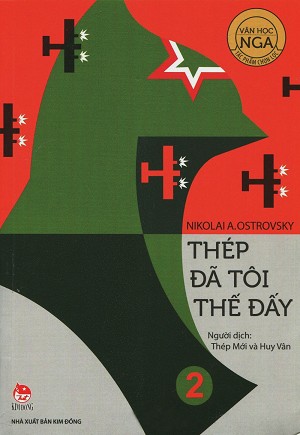 VĂN HỌC
NGA
TÁC PHẨM CHỌN LỌC
NIKOLAI A.OSTROVSKY
THÉP
ĐÃ TÔI
THẾ ĐẤY
Người dịch:
Thép Mới và Huy Vân
2
KIM ĐỒNG
NHÀ XUẤT BẢN KIM ĐỒNG